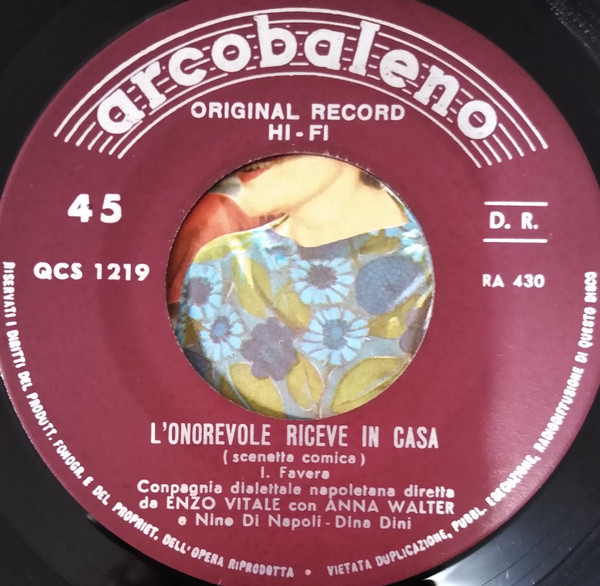 arcobaleno
ORIGINAL RECORD
HI-FI
45
D. R.
QCS 1219
RA 430
L'ONOREVOLE RICEVE IN CASA
(scenetta comica)
I. Favera
Conpagnia dialettale napoletana diretta
da ENZO VITALE con ANNA WALTER
e Nino Di Napoli - Dina Dini
RISERVATI I DIRITTI DEL PRODUTT. FONOGR. E DEL PROPRIET. DELL'OPERA RIPRODOTTA • VIETATA DUPLICAZIONE, PUBBL. ESECUZIONE, RADIODIFFUSIONE DI QUESTO DISCO